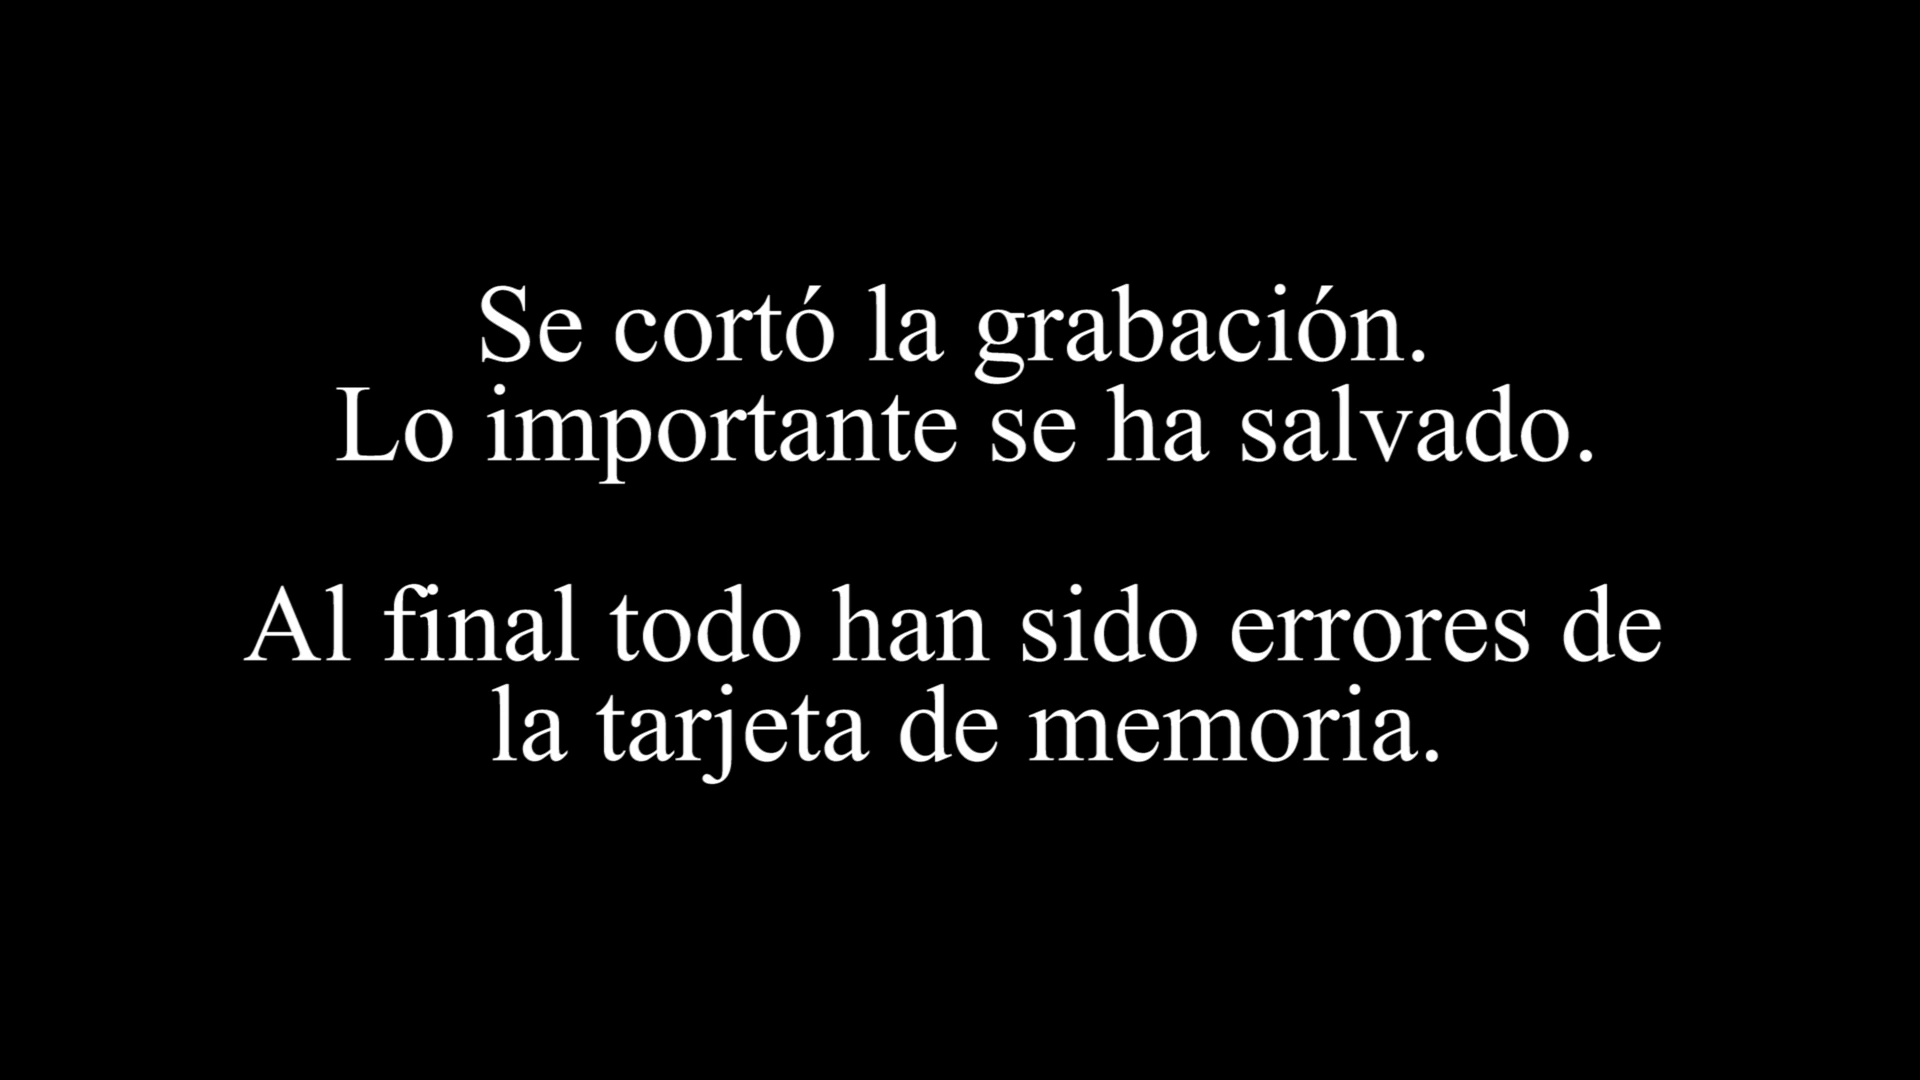 Se cortó la grabación.
Lo importante se ha salvado.
Al final todo han sido errores de
la tarjeta de memoria.